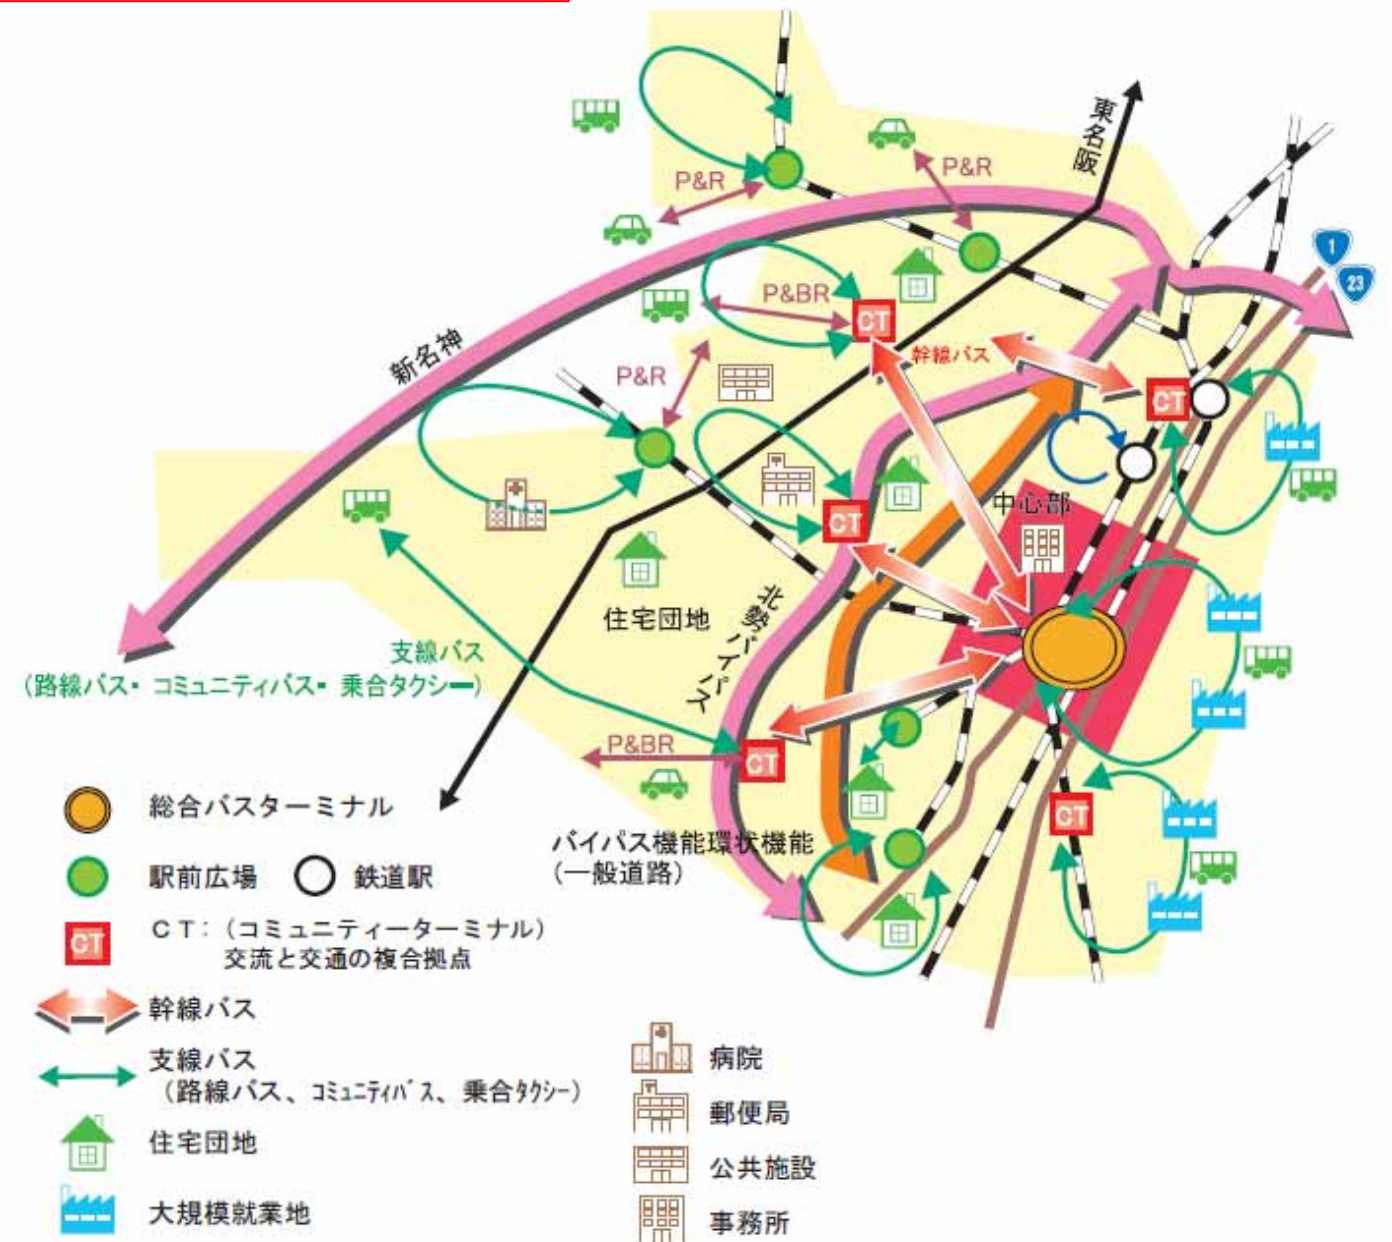 東名阪
P&R
P&R
1
23
P&BR
CT
幹線バス
新名神
P&R
CT
中心部
CT
北勢バイパス
住宅団地
支線バス
(路線バス・コミュニティバス・乗合タクシー)
P&BR
CT
CT
バイパス機能環状機能
(一般道路)
総合バスターミナル
駅前広場
鉄道駅
CT
CT:(コミュニティーターミナル)
交流と交通の複合拠点
幹線バス
支線バス
(路線バス、ｺﾐｭﾆﾃｨﾊﾞｽ、乗合ﾀｸｼｰ)
住宅団地
大規模就業地
病院
郵便局
公共施設
事務所